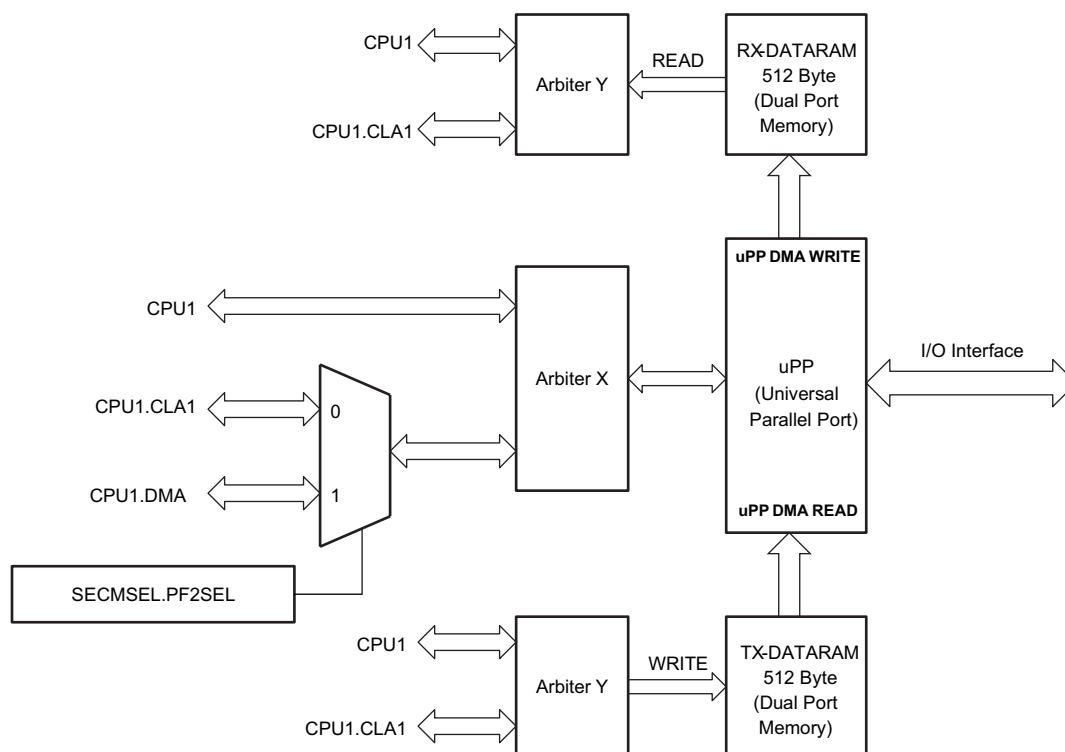 CPU1
CPU1.CLA1
Arbiter Y
READ
RX-DATARAM
512 Byte
(Dual Port
Memory)
CPU1
CPU1.CLA1
0
CPU1.DMA
1
SECMSEL.PF2SEL
Arbiter X
uPP DMA WRITE
uPP
(Universal
Parallel Port)
uPP DMA READ
I/O Interface
CPU1
CPU1.CLA1
Arbiter Y
WRITE
TX-DATARAM
512 Byte
(Dual Port
Memory)